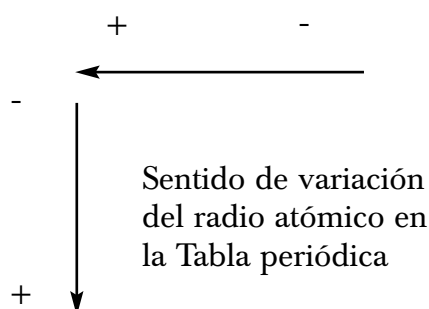 + -
-
Sentido de variación
del radio atómico en
la Tabla periódica
+